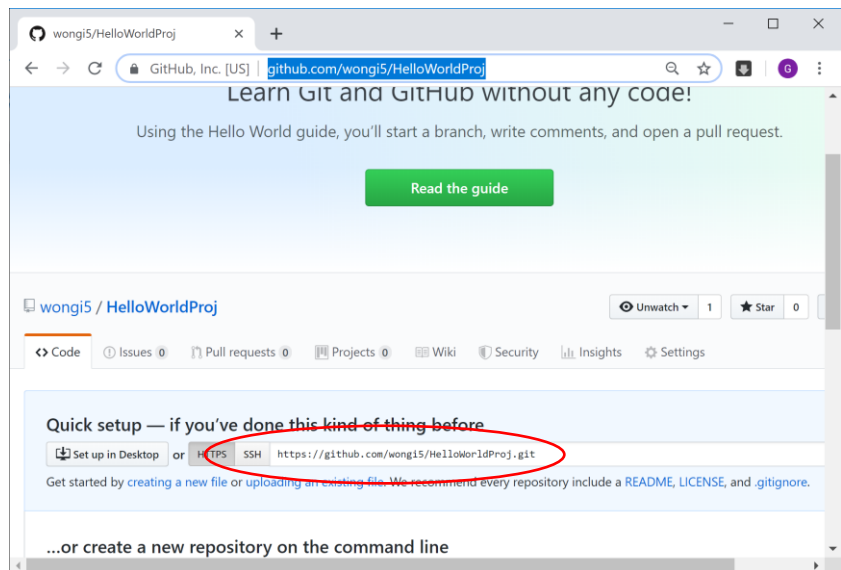 wongi5/HelloWorldProj
GitHub, Inc. [US] | github.com/wongi5/HelloWorldProj
G
Learn Git and GitHub without any code!
Using the Hello World guide, you’ll start a branch, write comments, and open a pull request.
Read the guide
wongi5 / HelloWorldProj
Unwatch 1 Star 0
<> Code Issues 0 Pull requests 0 Projects 0 Wiki Security Insights Settings
Quick setup — if you’ve done this kind of thing before
Set up in Desktop or HTTPS SSH https://github.com/wongi5/HelloWorldProj.git
Get started by creating a new file or uploading an existing file. We recommend every repository include a README, LICENSE, and .gitignore.
...or create a new repository on the command line